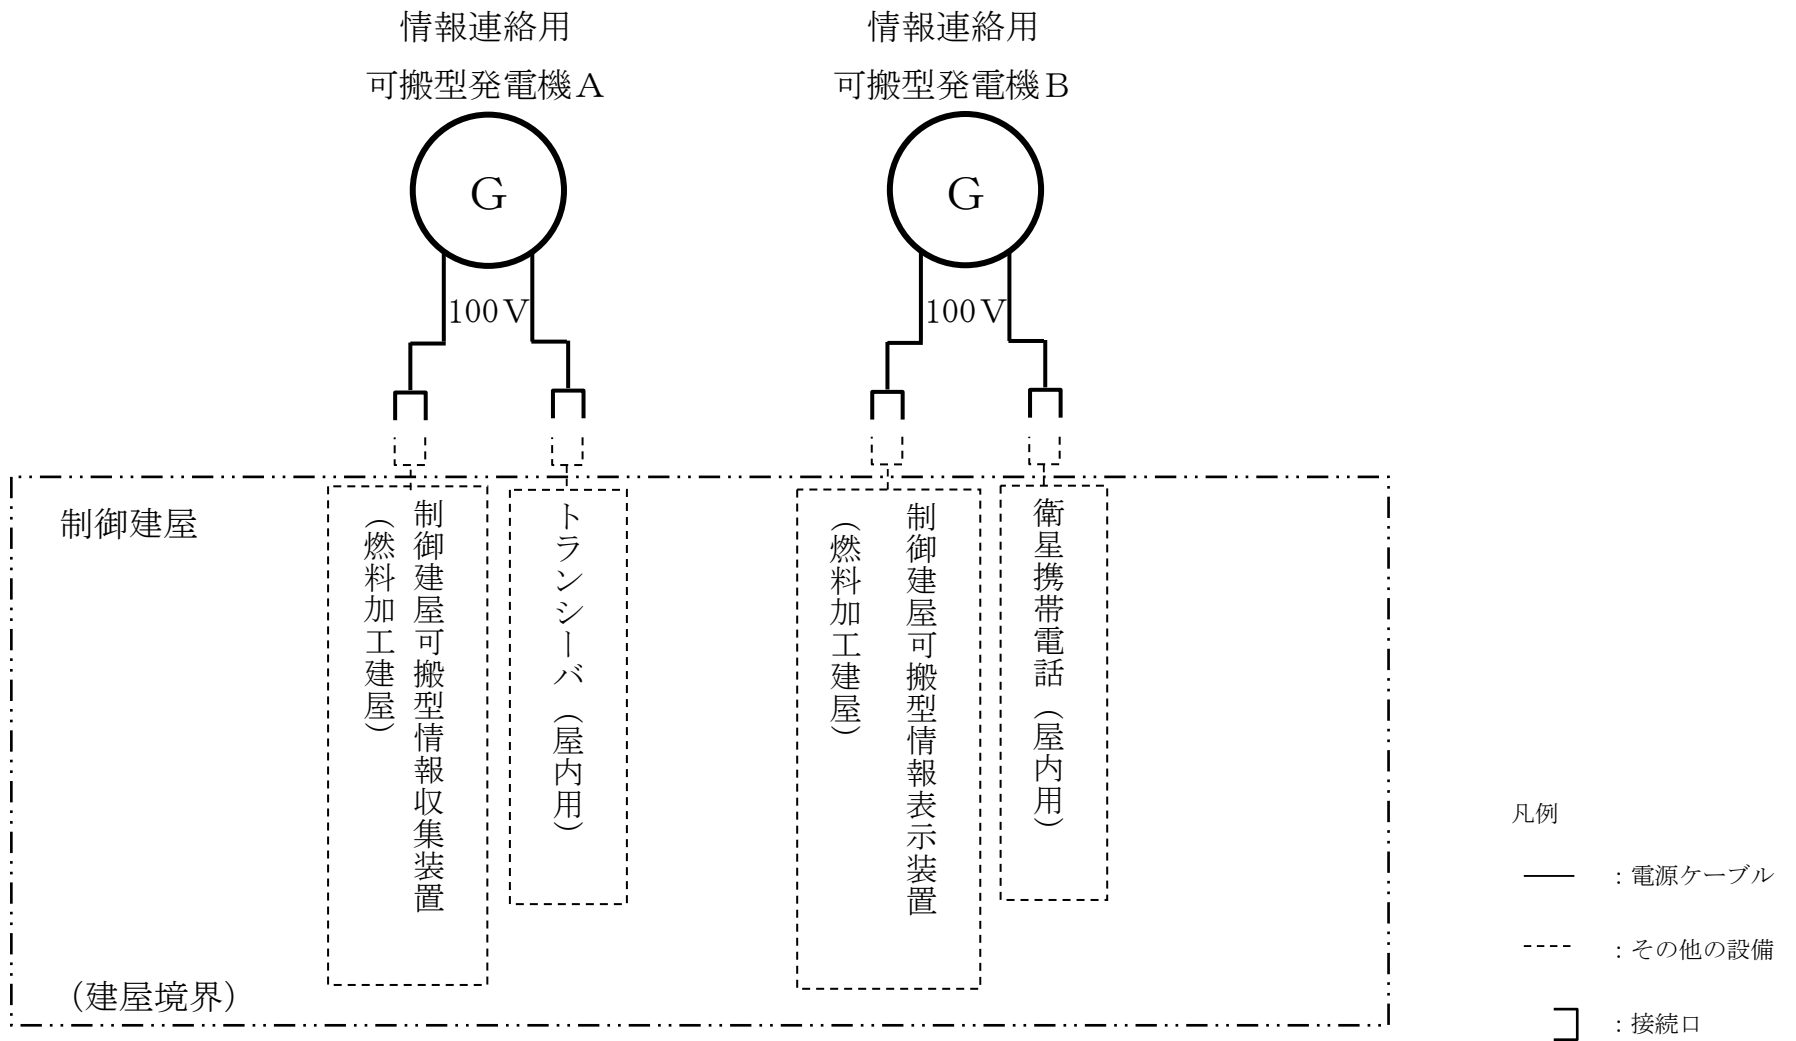 情報連絡用
可搬型発電機A
情報連絡用
可搬型発電機B
G
G
100V
100V
制御建屋
制御建屋可搬型情報収集装置
(燃料加工建屋)
トランシーバ(屋内用)
制御建屋可搬型情報表示装置
(燃料加工建屋)
衛星携帯電話(屋内用)
(建屋境界)
凡例
:電源ケーブル
:その他の設備
:接続口